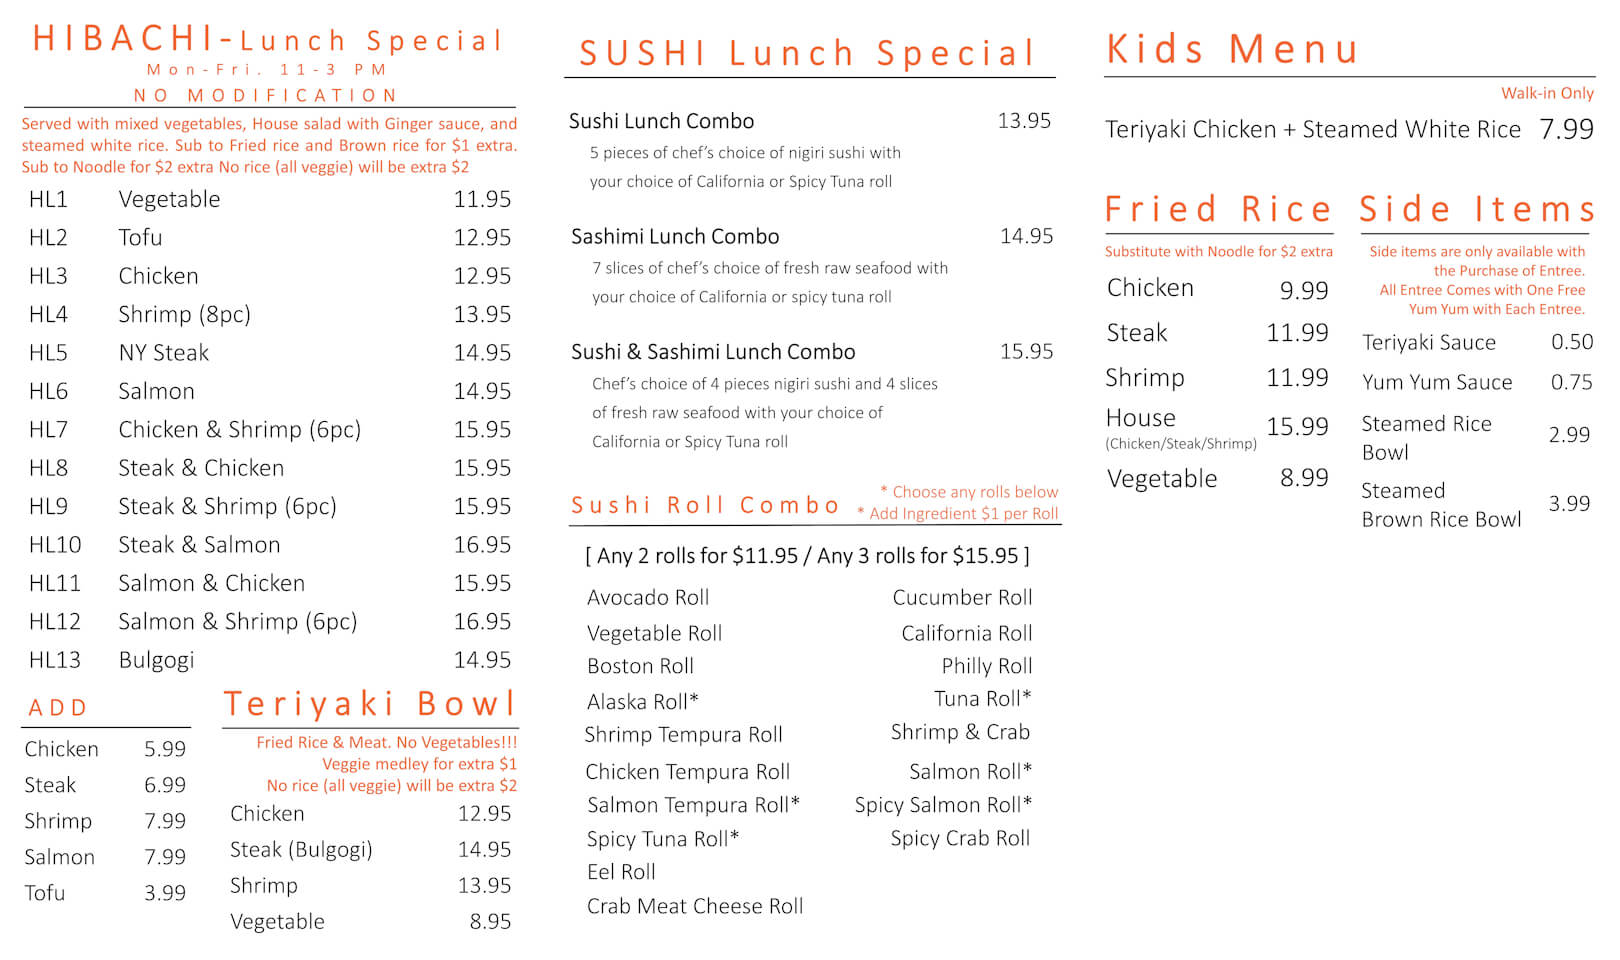 HIBACHI-Lunch Special
Mon-Fri. 11-3 PM
NO MODIFICATION
Served with mixed vegetables, House salad with Ginger sauce, and
steamed white rice. Sub to Fried rice and Brown rice for $1 extra.
Sub to Noodle for $2 extra No rice (all veggie) will be extra $2
HL1 Vegetable 11.95
HL2 Tofu 12.95
HL3 Chicken 12.95
HL4 Shrimp (8pc) 13.95
HL5 NY Steak 14.95
HL6 Salmon 14.95
HL7 Chicken & Shrimp (6pc) 15.95
HL8 Steak & Chicken 15.95
HL9 Steak & Shrimp (6pc) 15.95
HL10 Steak & Salmon 16.95
HL11 Salmon & Chicken 15.95
HL12 Salmon & Shrimp (6pc) 16.95
HL13 Bulgogi 14.95
ADD
Chicken 5.99
Steak 6.99
Shrimp 7.99
Salmon 7.99
Tofu 3.99
Teriyaki Bowl
Fried Rice & Meat. No Vegetables!!!
Veggie medley for extra $1
No rice (all veggie) will be extra $2
Chicken 12.95
Steak (Bulgogi) 14.95
Shrimp 13.95
Vegetable 8.95
SUSHI Lunch Special
Sushi Lunch Combo 13.95
5 pieces of chef's choice of nigiri sushi with
your choice of California or Spicy Tuna roll
Sashimi Lunch Combo 14.95
7 slices of chef's choice of fresh raw seafood with
your choice of California or spicy tuna roll
Sushi & Sashimi Lunch Combo 15.95
Chef's choice of 4 pieces nigiri sushi and 4 slices
of fresh raw seafood with your choice of
California or Spicy Tuna roll
Sushi Roll Combo
* Choose any rolls below
* Add Ingredient $1 per Roll
[ Any 2 rolls for $11.95 / Any 3 rolls for $15.95 ]
Avocado Roll Cucumber Roll
Vegetable Roll California Roll
Boston Roll Philly Roll
Alaska Roll* Tuna Roll*
Shrimp Tempura Roll Shrimp & Crab
Chicken Tempura Roll Salmon Roll*
Salmon Tempura Roll* Spicy Salmon Roll*
Spicy Tuna Roll* Spicy Crab Roll
Eel Roll
Crab Meat Cheese Roll
Kids Menu
Walk-in Only
Teriyaki Chicken + Steamed White Rice 7.99
Fried Rice
Substitute with Noodle for $2 extra
Chicken 9.99
Steak 11.99
Shrimp 11.99
House 15.99
(Chicken/Steak/Shrimp)
Vegetable 8.99
Side Items
Side items are only available with
the Purchase of Entree.
All Entree Comes with One Free
Yum Yum with Each Entree.
Teriyaki Sauce 0.50
Yum Yum Sauce 0.75
Steamed Rice
Bowl 2.99
Steamed
Brown Rice Bowl 3.99